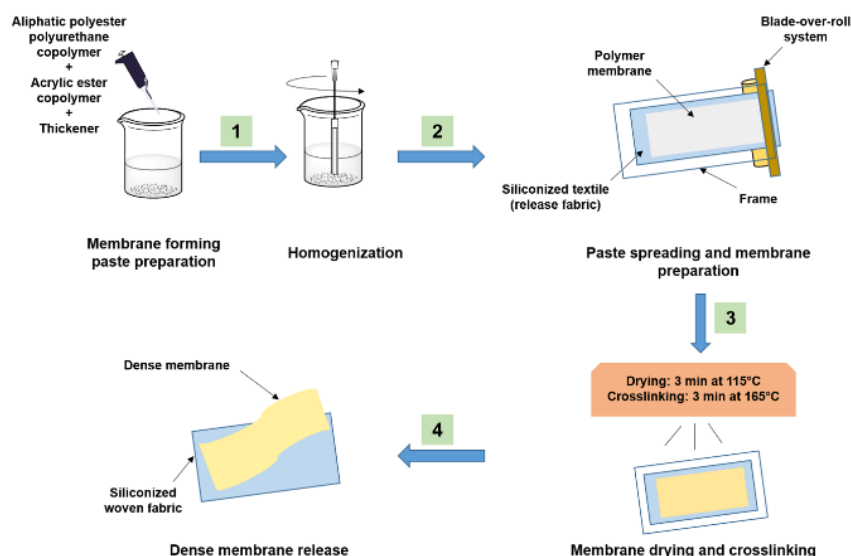 Aliphatic polyester
polyurethane
copolymer
+
Acrylic ester
copolymer
+
Thickener
1
2
Blade-over-roll
system
Polymer
membrane
Siliconized textile
(release fabric)
Frame
Membrane forming
paste preparation
Homogenization
Paste spreading and membrane
preparation
3
Drying: 3 min at 115°C
Crosslinking: 3 min at 165°C
Dense membrane
4
Siliconized
woven fabric
Dense membrane release
Membrane drying and crosslinking